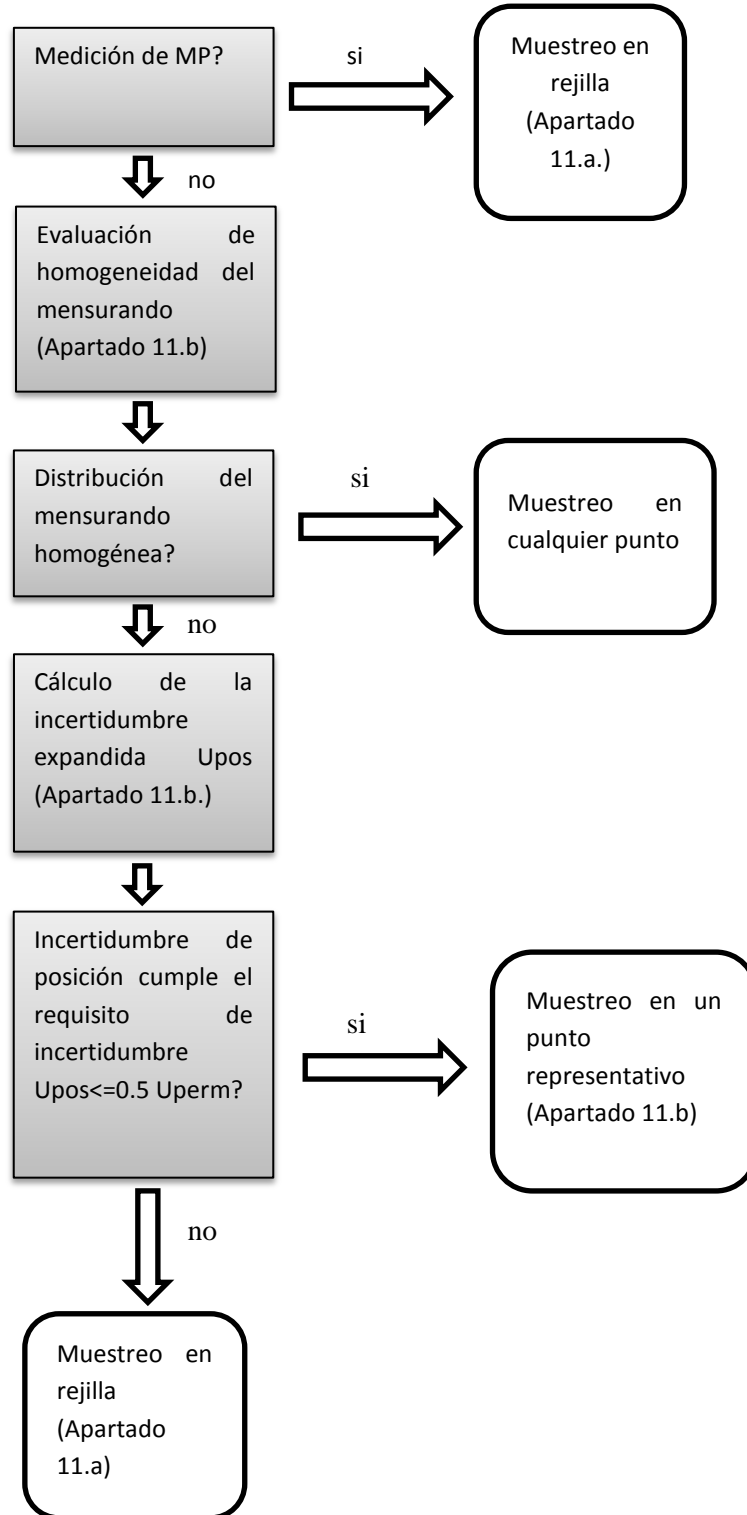 Medición de MP?
si
Muestreo en
rejilla
(Apartado
11.a.)
no
Evaluación de
homogeneidad del
mensurando
(Apartado 11.b)
Distribución del
mensurando
homogénea?
si
Muestreo en
cualquier punto
no
Cálculo de la
incertidumbre
expandida Upos
(Apartado 11.b.)
Incertidumbre de
posición cumple el
requisito de
incertidumbre
Upos<=0.5 Uperm?
si
Muestreo en un
punto
representativo
(Apartado 11.b)
no
Muestreo en
rejilla
(Apartado
11.a)